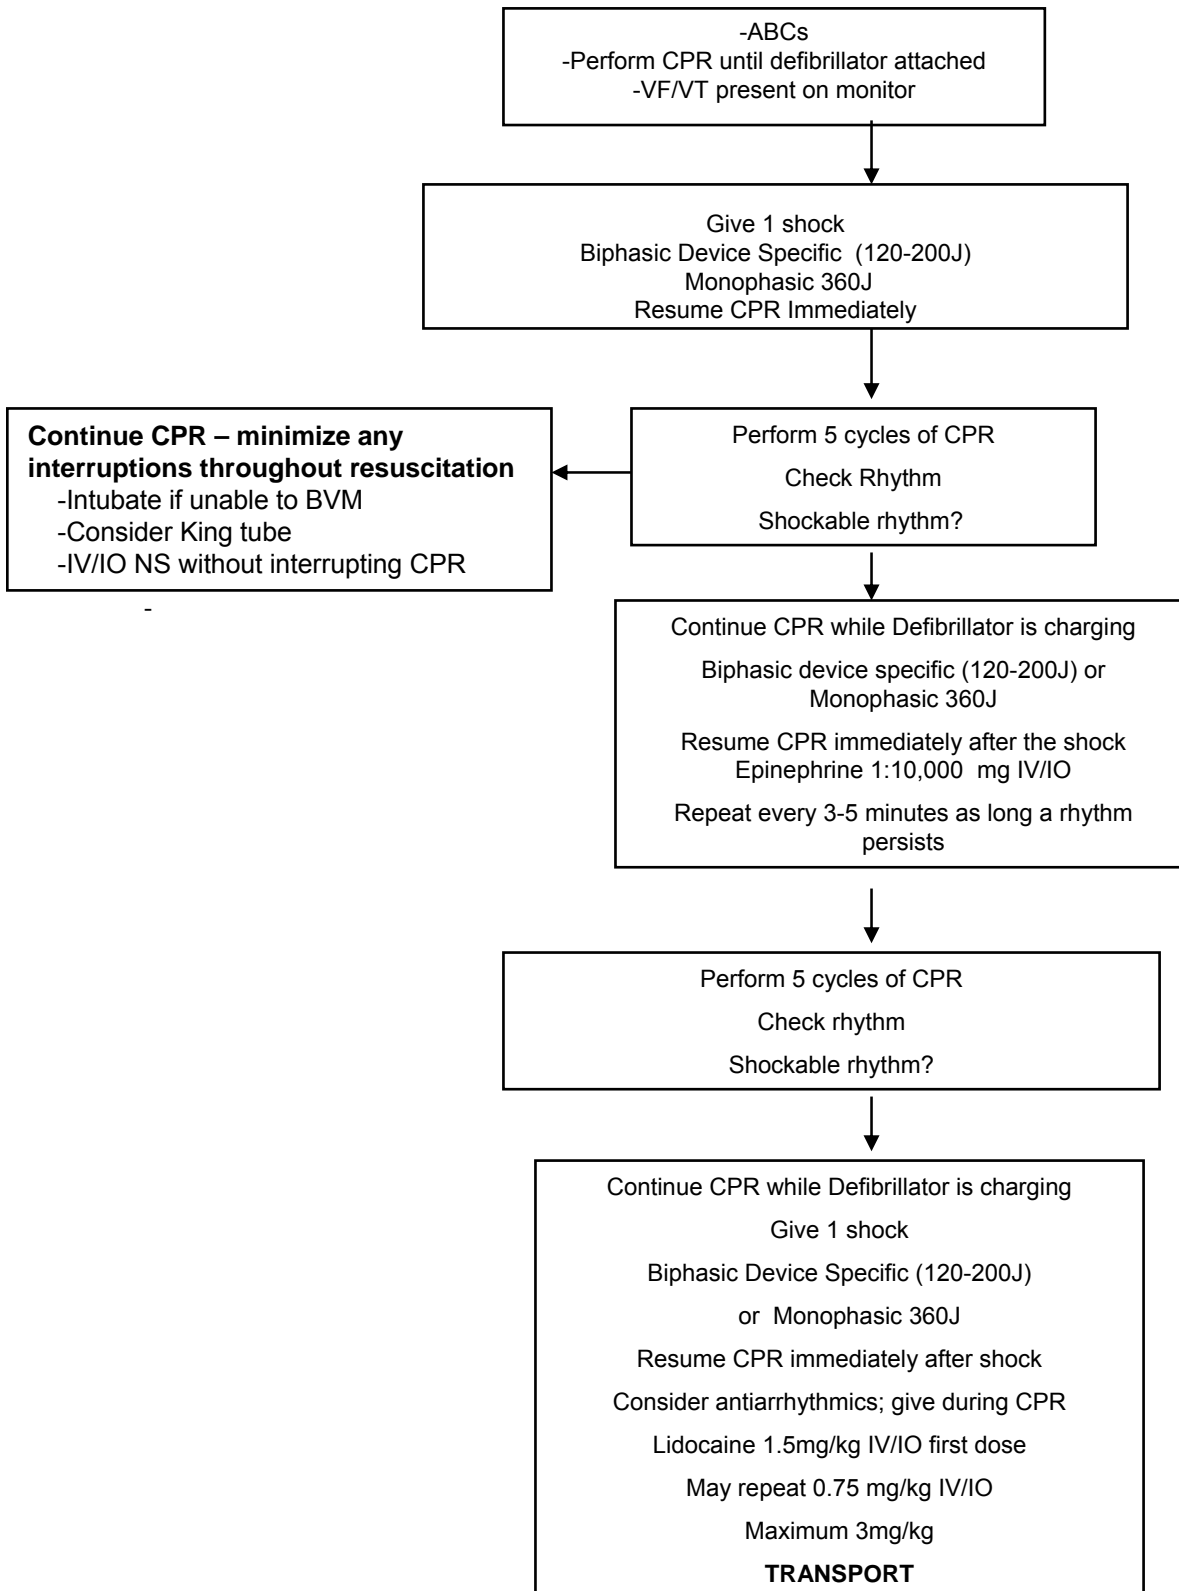 -ABCs
-Perform CPR until defibrillator attached
-VF/VT present on monitor
Give 1 shock
Biphasic Device Specific (120-200J)
Monophasic 360J
Resume CPR Immediately
Perform 5 cycles of CPR
Check Rhythm
Shockable rhythm?
Continue CPR – minimize any
interruptions throughout resuscitation
-Intubate if unable to BVM
-Consider King tube
-IV/IO NS without interrupting CPR
-
Continue CPR while Defibrillator is charging
Biphasic device specific (120-200J) or
Monophasic 360J
Resume CPR immediately after the shock
Epinephrine 1:10,000 mg IV/IO
Repeat every 3-5 minutes as long a rhythm
persists
Perform 5 cycles of CPR
Check rhythm
Shockable rhythm?
Continue CPR while Defibrillator is charging
Give 1 shock
Biphasic Device Specific (120-200J)
or Monophasic 360J
Resume CPR immediately after shock
Consider antiarrhythmics; give during CPR
Lidocaine 1.5mg/kg IV/IO first dose
May repeat 0.75 mg/kg IV/IO
Maximum 3mg/kg
TRANSPORT